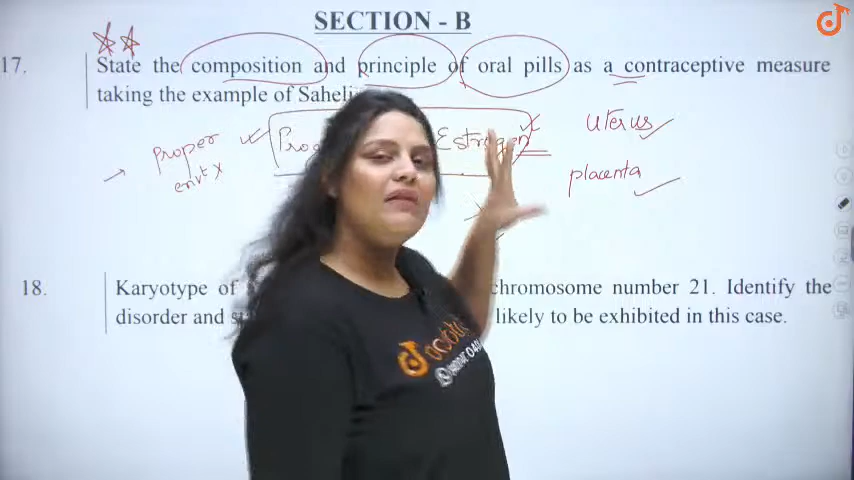 SECTION - B
17. State the composition and principle of oral pills as a contraceptive measure
taking the example of Saheli
Uterus
Proper Estrogen
envt x
placenta
18. Karyotype of chromosome number 21. Identify the
disorder and likely to be exhibited in this case.